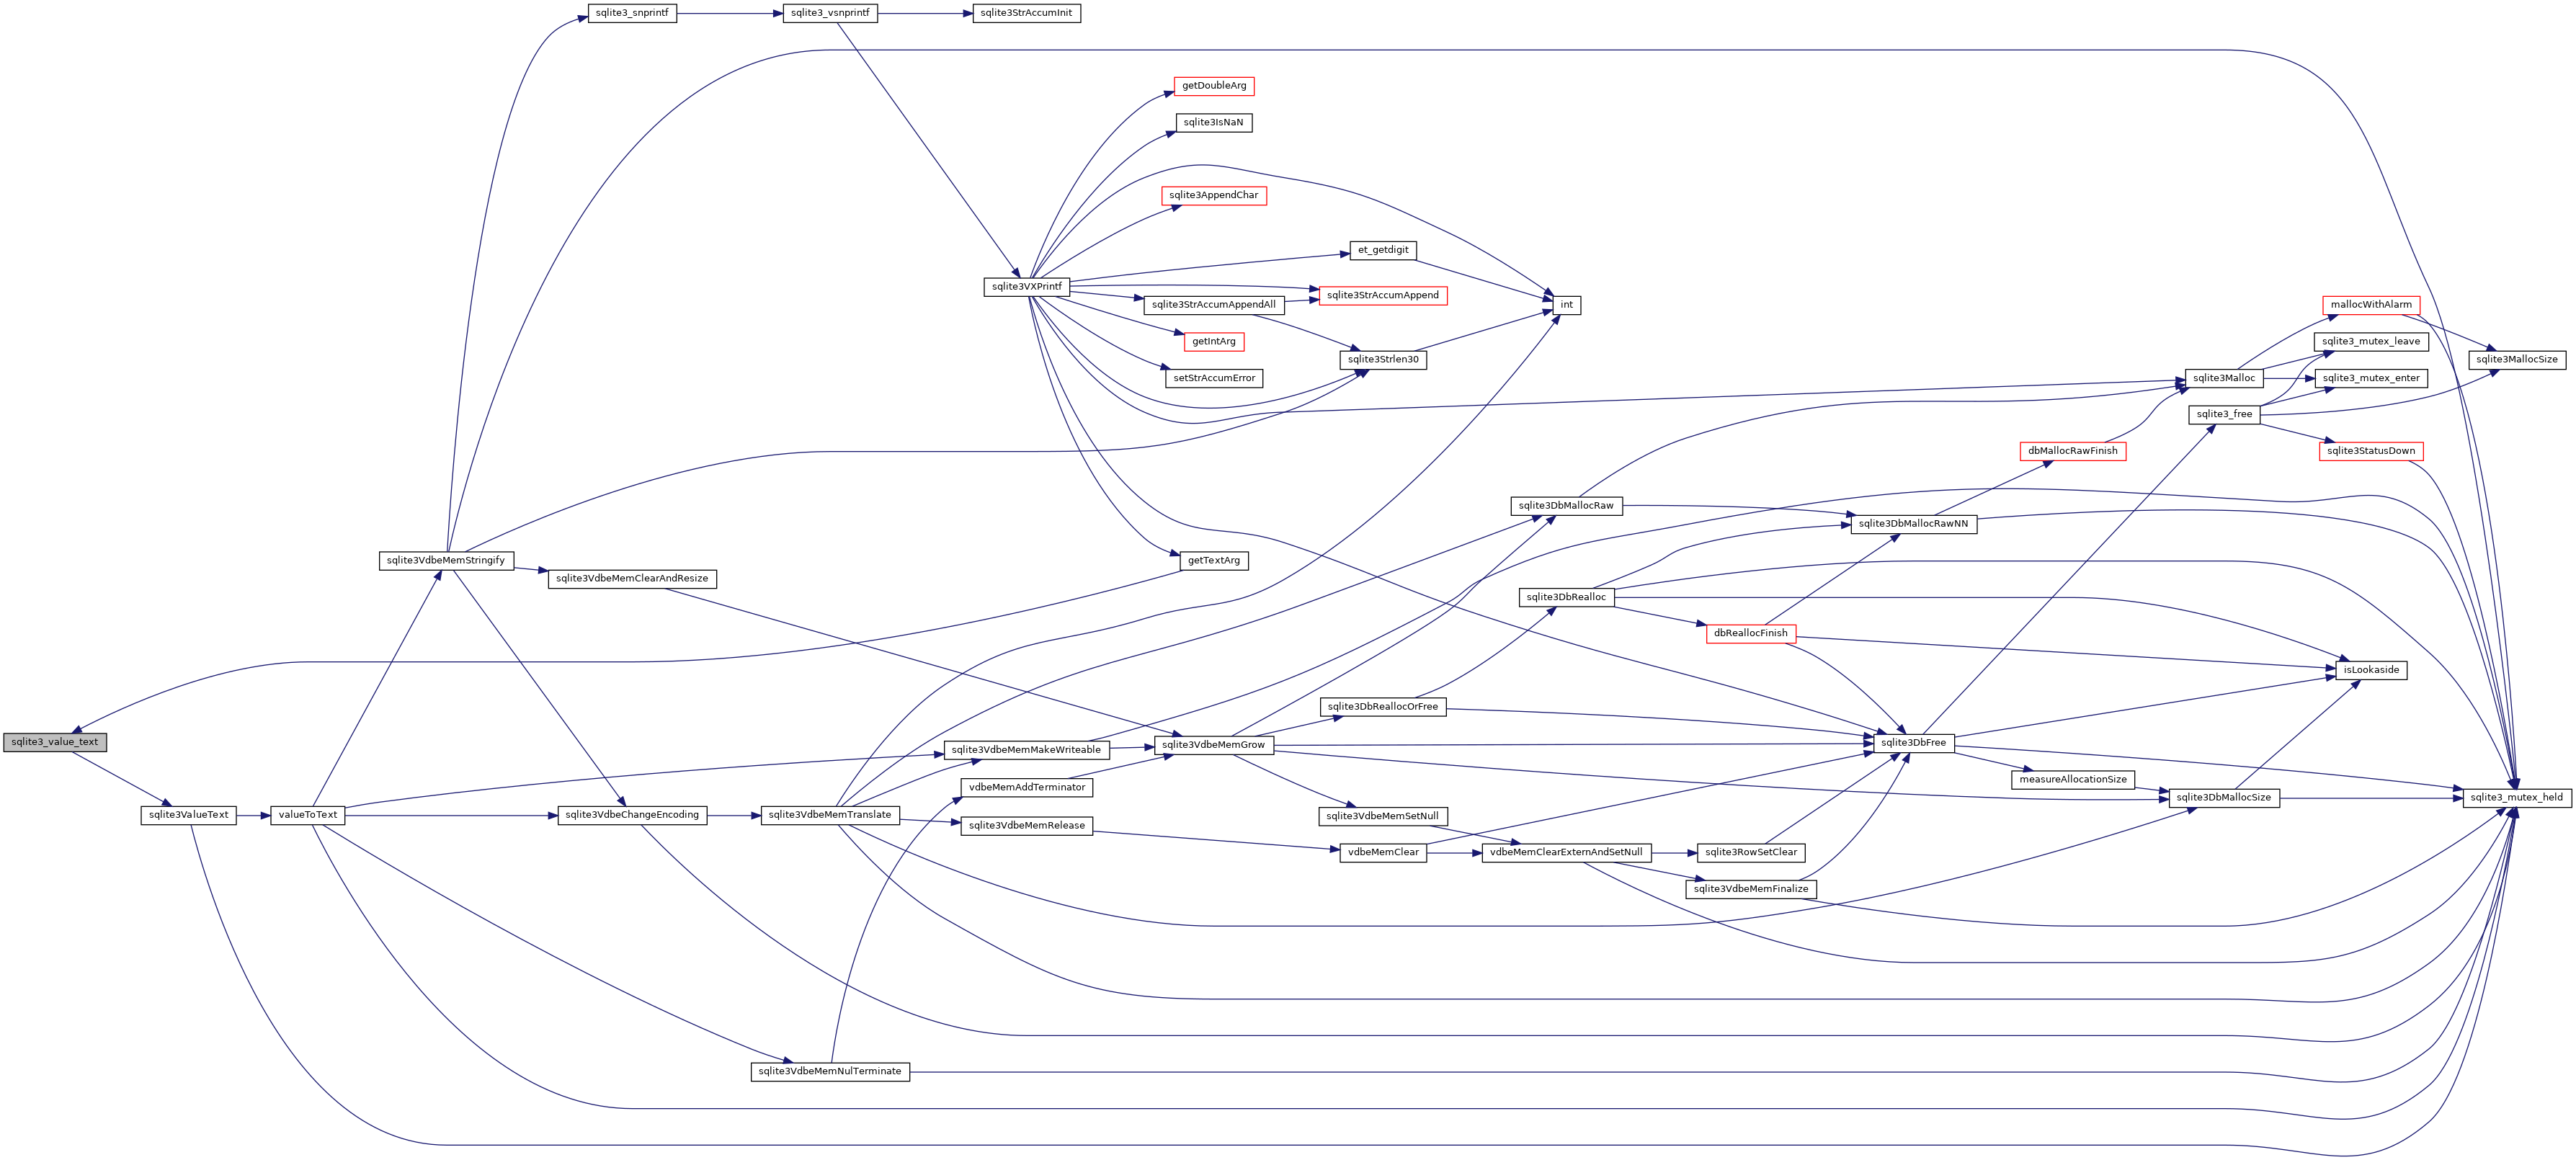 sqlite3_snprintf
sqlite3_vsnprintf
sqlite3StrAccumInit
getDoubleArg
sqlite3IsNaN
sqlite3AppendChar
et_getdigit
sqlite3VXPrintf
sqlite3StrAccumAppend
sqlite3StrAccumAppendAll
int
mallocWithAlarm
getIntArg
sqlite3_mutex_leave
sqlite3Strlen30
sqlite3MallocSize
setStrAccumError
sqlite3Malloc
sqlite3_mutex_enter
sqlite3_free
dbMallocRawFinish
sqlite3StatusDown
sqlite3DbMallocRaw
sqlite3DbMallocRawNN
sqlite3VdbeMemStringify
getTextArg
sqlite3VdbeMemClearAndResize
sqlite3DbRealloc
dbReallocFinish
isLookaside
sqlite3DbReallocOrFree
sqlite3_value_text
sqlite3VdbeMemMakeWriteable
sqlite3VdbeMemGrow
sqlite3DbFree
measureAllocationSize
vdbeMemAddTerminator
sqlite3DbMallocSize
sqlite3_mutex_held
sqlite3ValueText
valueToText
sqlite3VdbeChangeEncoding
sqlite3VdbeMemTranslate
sqlite3VdbeMemSetNull
sqlite3VdbeMemRelease
vdbeMemClear
vdbeMemClearExternAndSetNull
sqlite3RowSetClear
sqlite3VdbeMemFinalize
sqlite3VdbeMemNulTerminate